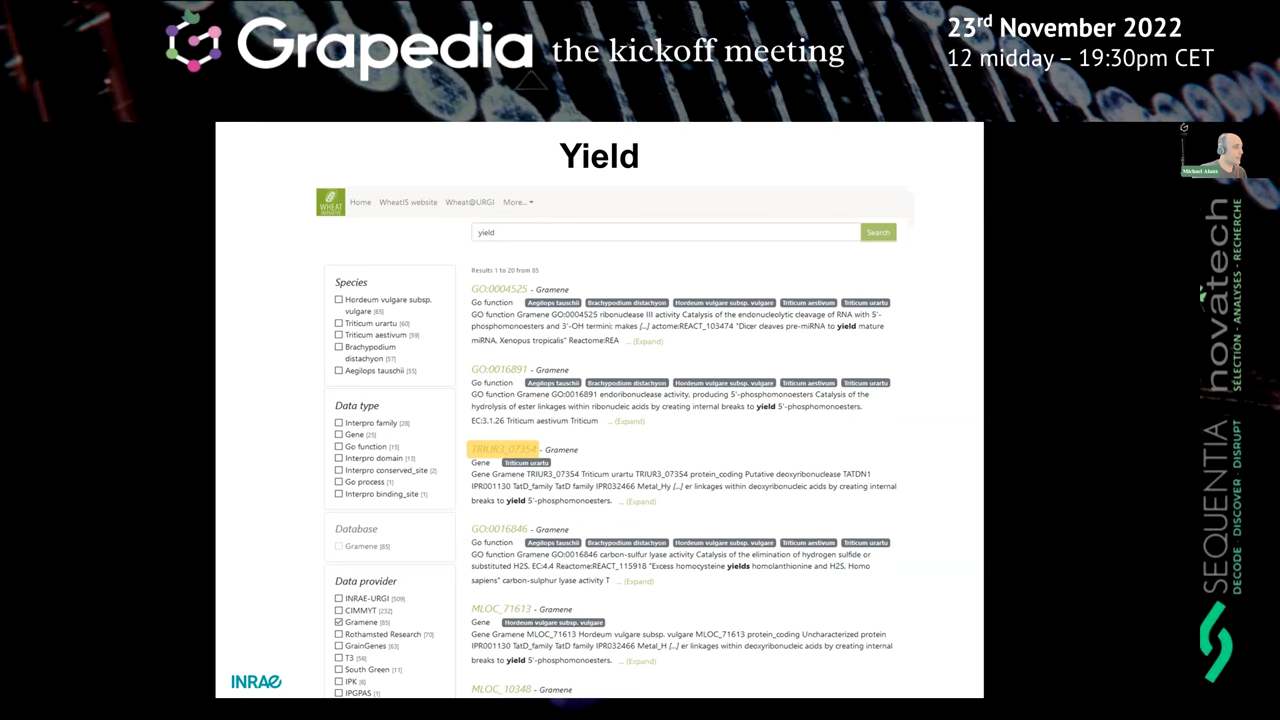 Grapedia the kickoff meeting
23rd November 2022
12 midday – 19:30pm CET
Yield
WHEAT
INITIATIVE
Home WheatIS website Wheat@URGI More...
yield Search
Species
Hordeum vulgare subsp.
vulgare [65]
Triticum urartu [60]
Triticum aestivum [59]
Brachypodium
distachyon [57]
Aegilops tauschii [55]
Data type
Interpro family [28]
Gene [25]
Go function [15]
Interpro domain [13]
Interpro conserved_site [2]
Go process [1]
Interpro binding_site [1]
Database
Gramene [85]
Data provider
INRAE-URGI [509]
CIMMYT [232]
Gramene [85]
Rothamsted Research [70]
GrainGenes [63]
T3 [56]
South Green [11]
IPK [6]
IPGPAS [1]
Results 1 to 20 from 85
GO:0004525 - Gramene
Go function Aegilops tauschii Brachypodium distachyon Hordeum vulgare subsp. vulgare Triticum aestivum Triticum urartu
GO function Gramene GO:0004525 ribonuclease III activity Catalysis of the endonucleolytic cleavage of RNA with 5'-
phosphomonoesters and 3'-OH termini; makes [...] actome:REACT_103474 "Dicer cleaves pre-miRNA to yield mature
miRNA, Xenopus tropicalis" Reactome:REA ... (Expand)
GO:0016891 - Gramene
Go function Aegilops tauschii Brachypodium distachyon Hordeum vulgare subsp. vulgare Triticum aestivum Triticum urartu
GO function Gramene GO:0016891 endoribonuclease activity, producing 5'-phosphomonoesters Catalysis of the
hydrolysis of ester linkages within ribonucleic acids by creating internal breaks to yield 5'-phosphomonoesters.
EC:3.1.26 Triticum aestivum Triticum ... (Expand)
TRIUR3_07354 - Gramene
Gene Triticum urartu
Gene Gramene TRIUR3_07354 Triticum urartu TRIUR3_07354 protein_coding Putative deoxyribonuclease TATDN1
IPR001130 TatD_family TatD family IPR032466 Metal_Hy [...] er linkages within deoxyribonucleic acids by creating internal
breaks to yield 5'-phosphomonoesters. ... (Expand)
GO:0016846 - Gramene
Go function Aegilops tauschii Brachypodium distachyon Hordeum vulgare subsp. vulgare Triticum aestivum Triticum urartu
GO function Gramene GO:0016846 carbon-sulfur lyase activity Catalysis of the elimination of hydrogen sulfide or
substituted H2S. EC:4.4 Reactome:REACT_115918 "Excess homocysteine yields homolanthionine and H2S, Homo
sapiens" carbon-sulphur lyase activity T ... (Expand)
MLOC_71613 - Gramene
Gene Hordeum vulgare subsp. vulgare
Gene Gramene MLOC_71613 Hordeum vulgare subsp. vulgare MLOC_71613 protein_coding Uncharacterized protein
IPR001130 TatD_family TatD family IPR032466 Metal_H [...] er linkages within deoxyribonucleic acids by creating internal
breaks to yield 5'-phosphomonoesters. ... (Expand)
MLOC_10348 - Gramene
INRAE
Michael Alaux
novatech
SÉLECTION - ANALYSES - RECHERCHE
SEQUENTIA
DECODE · DISCOVER · DISRUPT